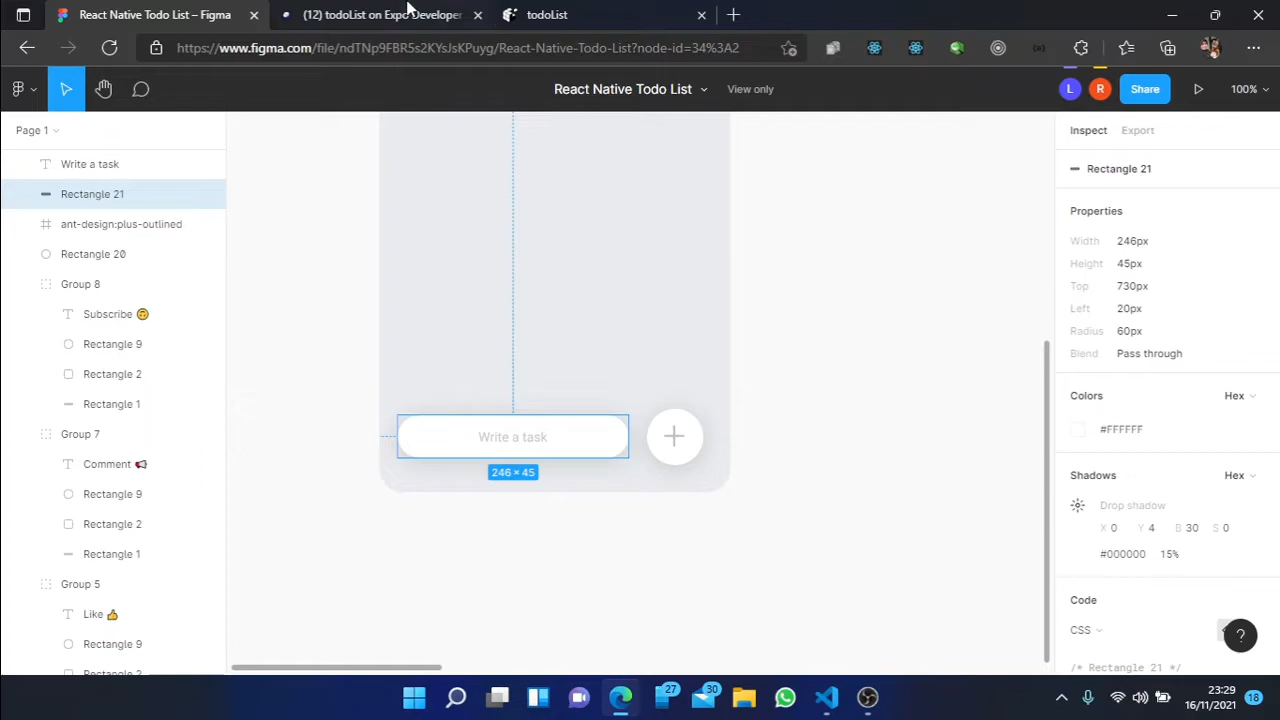 React Native Todo List – Figma
(12) todoList on Expo Developer
todoList
https://www.figma.com/file/ndTNp9FBR5s2KYsJsKPuyg/React-Native-Todo-List?node-id=34%3A2
React Native Todo List
View only
L
R
Share
100%
Page 1
Write a task
Rectangle 21
ant-design:plus-outlined
Rectangle 20
Group 8
Subscribe 🙃
Rectangle 9
Rectangle 2
Rectangle 1
Group 7
Comment 📢
Rectangle 9
Rectangle 2
Rectangle 1
Group 5
Like 👍
Rectangle 9
Rectangle 2
Write a task
246 × 45
Inspect
Export
Rectangle 21
Properties
Width 246px
Height 45px
Top 730px
Left 20px
Radius 60px
Blend Pass through
Colors
Hex
#FFFFFF
Shadows
Hex
Drop shadow
X 0 Y 4 B 30 S 0
#000000 15%
Code
CSS
?
/* Rectangle 21 */
27
30
23:29
16/11/2021
18